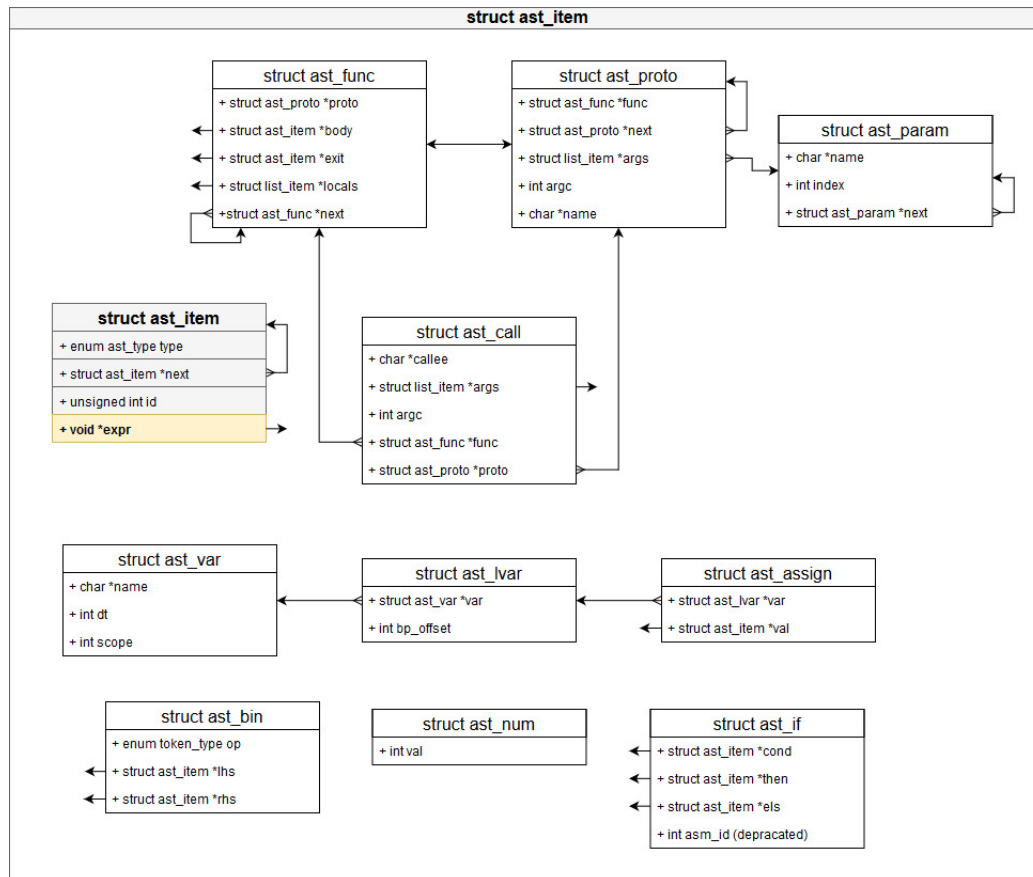 struct ast_item
struct ast_func
+ struct ast_proto *proto
+ struct ast_item *body
+ struct ast_item *exit
+ struct list_item *locals
+struct ast_func *next
struct ast_proto
+ struct ast_func *func
+ struct ast_proto *next
+ struct list_item *args
+ int argc
+ char *name
struct ast_param
+ char *name
+ int index
+ struct ast_param *next
struct ast_item
+ enum ast_type type
+ struct ast_item *next
+ unsigned int id
+ void *expr
struct ast_call
+ char *callee
+ struct list_item *args
+ int argc
+ struct ast_func *func
+ struct ast_proto *proto
struct ast_var
+ char *name
+ int dt
+ int scope
struct ast_lvar
+ struct ast_var *var
+ int bp_offset
struct ast_assign
+ struct ast_lvar *var
+ struct ast_item *val
struct ast_bin
+ enum token_type op
+ struct ast_item *lhs
+ struct ast_item *rhs
struct ast_num
+ int val
struct ast_if
+ struct ast_item *cond
+ struct ast_item *then
+ struct ast_item *els
+ int asm_id (depracated)